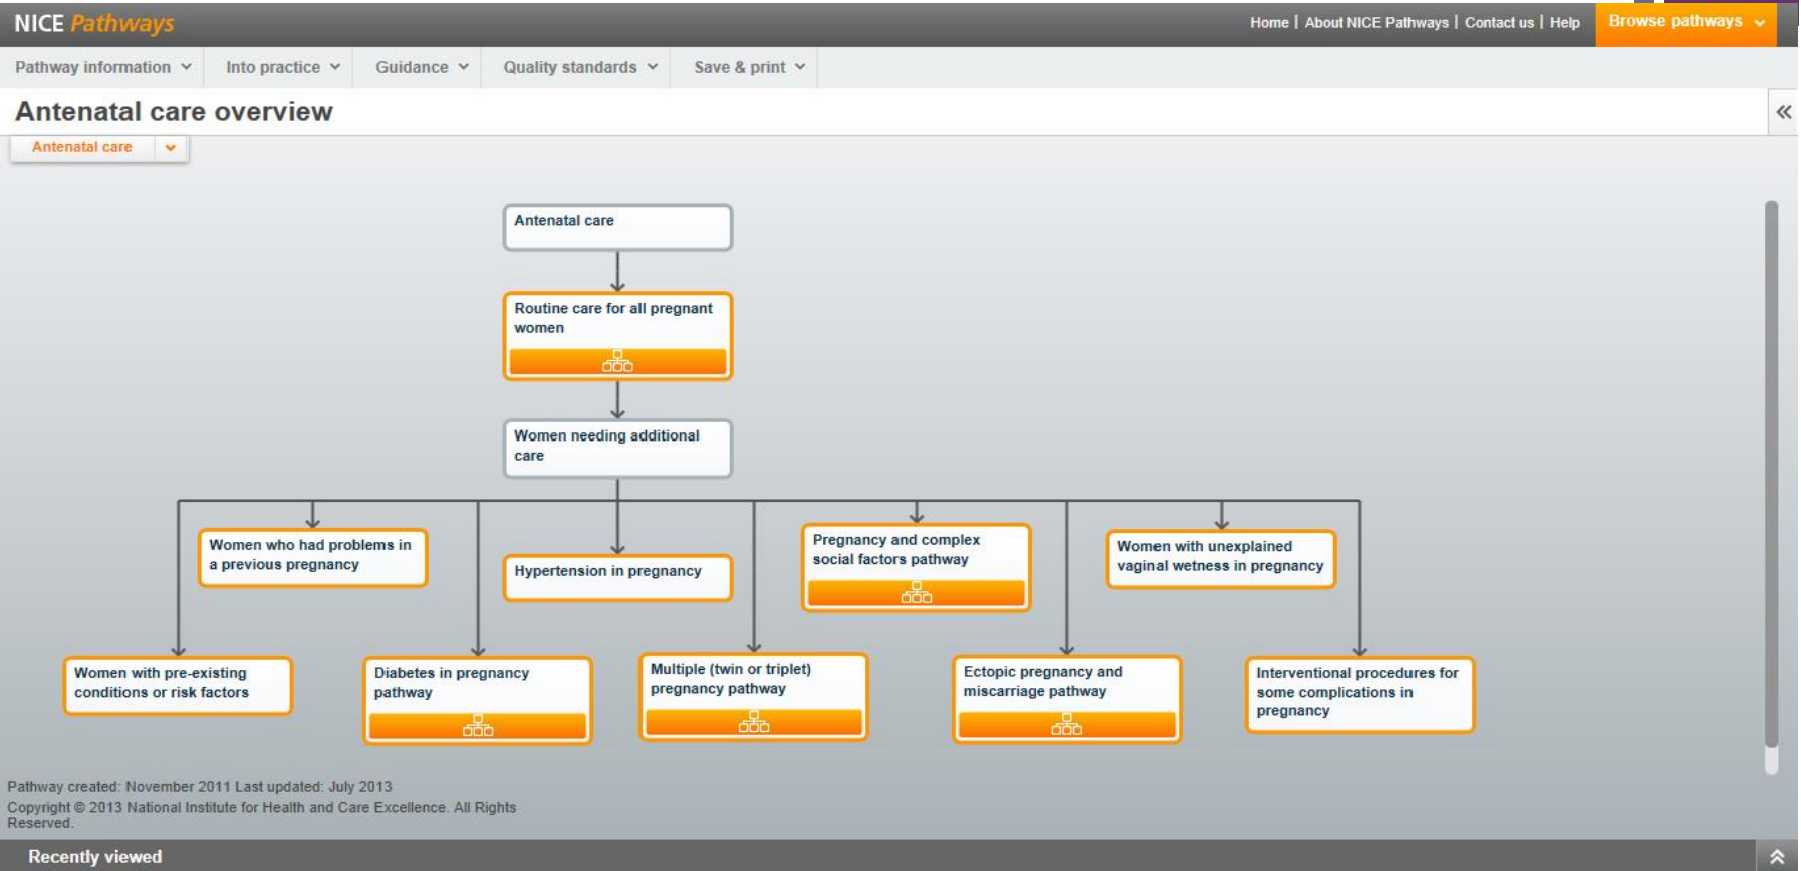 NICE Pathways
Home | About NICE Pathways | Contact us | Help
Browse pathways
Pathway information
Into practice
Guidance
Quality standards
Save & print
Antenatal care overview
Antenatal care
Antenatal care
Routine care for all pregnant
women
Women needing additional
care
Women who had problems in
a previous pregnancy
Hypertension in pregnancy
Pregnancy and complex
social factors pathway
Women with unexplained
vaginal wetness in pregnancy
Women with pre-existing
conditions or risk factors
Diabetes in pregnancy
pathway
Multiple (twin or triplet)
pregnancy pathway
Ectopic pregnancy and
miscarriage pathway
Interventional procedures for
some complications in
pregnancy
Pathway created: November 2011 Last updated: July 2013
Copyright © 2013 National Institute for Health and Care Excellence. All Rights
Reserved.
Recently viewed